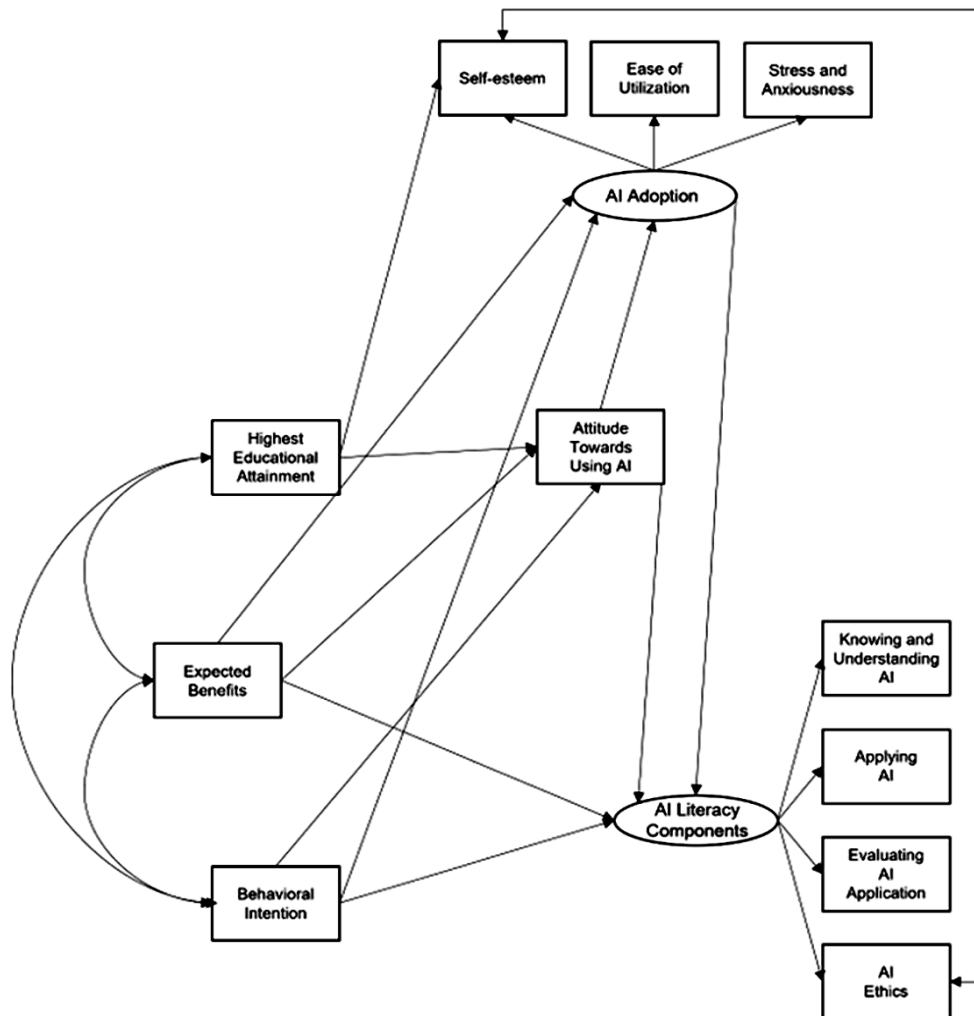 Self-esteem
Ease of
Utilization
Stress and
Anxiousness
AI Adoption
Highest
Educational
Attainment
Attitude
Towards
Using AI
Expected
Benefits
Knowing and
Understanding
AI
Applying
AI
AI Literacy
Components
Evaluating
AI
Application
Behavioral
Intention
AI
Ethics